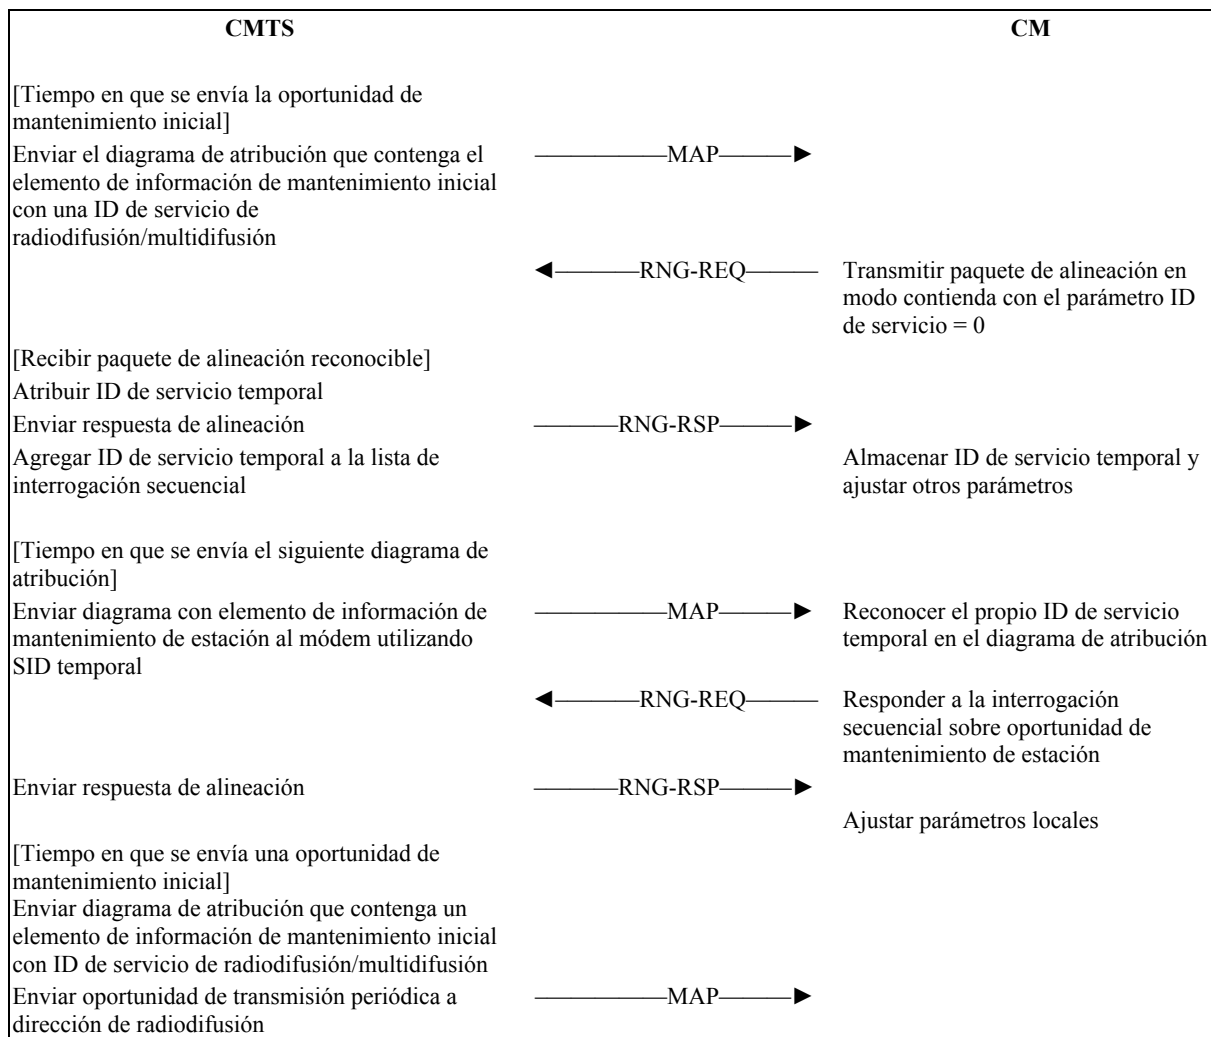 CMTS CM
[Tiempo en que se envía la oportunidad de
mantenimiento inicial]
Enviar el diagrama de atribución que contenga el
elemento de información de mantenimiento inicial
con una ID de servicio de
radiodifusión/multidifusión
MAP
RNG-REQ
Transmitir paquete de alineación en
modo contienda con el parámetro ID
de servicio = 0
[Recibir paquete de alineación reconocible]
Atribuir ID de servicio temporal
Enviar respuesta de alineación
RNG-RSP
Agregar ID de servicio temporal a la lista de
interrogación secuencial
Almacenar ID de servicio temporal y
ajustar otros parámetros
[Tiempo en que se envía el siguiente diagrama de
atribución]
Enviar diagrama con elemento de información de
mantenimiento de estación al módem utilizando
SID temporal
MAP
Reconocer el propio ID de servicio
temporal en el diagrama de atribución
RNG-REQ
Responder a la interrogación
secuencial sobre oportunidad de
mantenimiento de estación
Enviar respuesta de alineación
RNG-RSP
Ajustar parámetros locales
[Tiempo en que se envía una oportunidad de
mantenimiento inicial]
Enviar diagrama de atribución que contenga un
elemento de información de mantenimiento inicial
con ID de servicio de radiodifusión/multidifusión
Enviar oportunidad de transmisión periódica a
dirección de radiodifusión
MAP